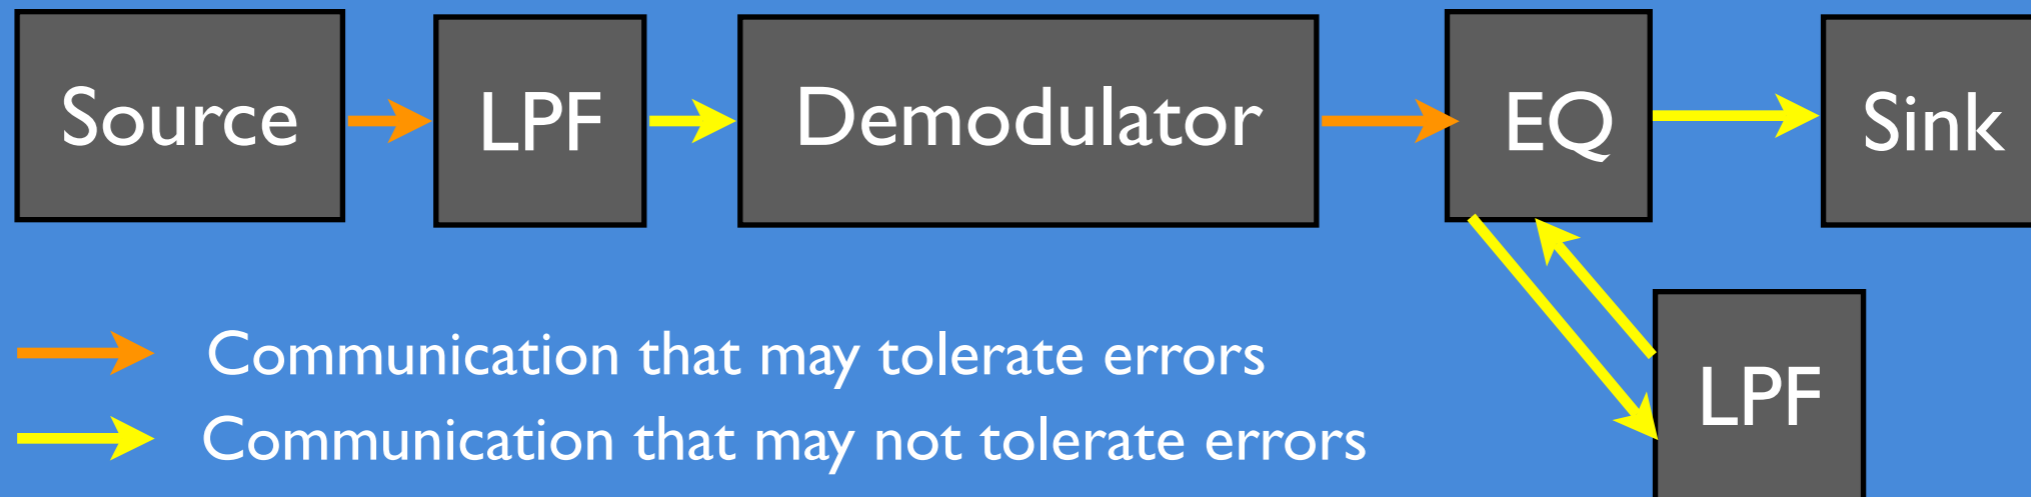 Source
LPF
Demodulator
EQ
Sink
Communication that may tolerate errors
Communication that may not tolerate errors
LPF